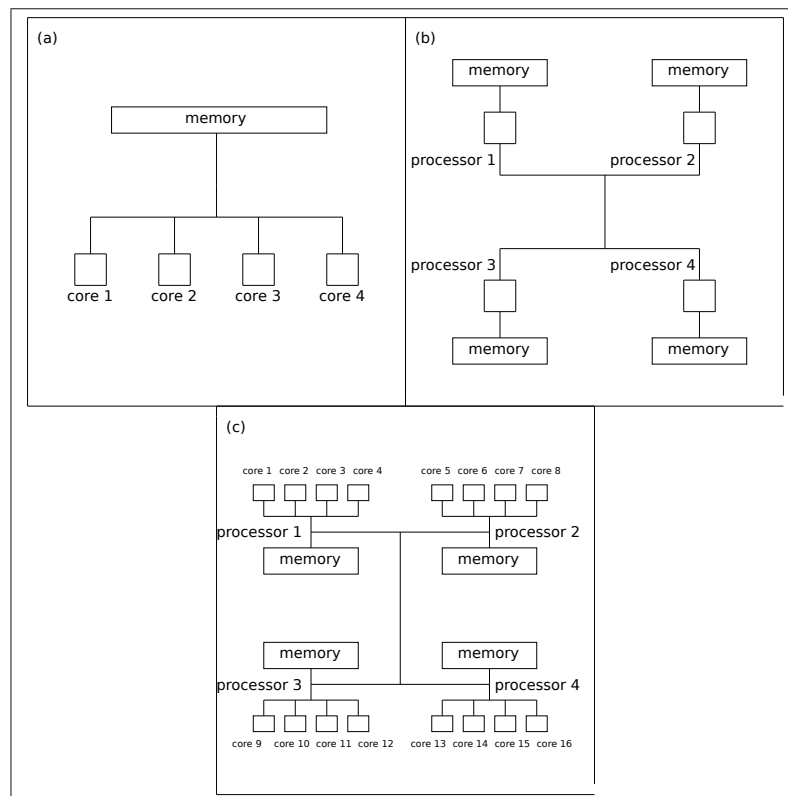 (a)
memory
core 1 core 2 core 3 core 4
(b)
memory memory
processor 1 processor 2
processor 3 processor 4
memory memory
(c)
core 1 core 2 core 3 core 4 core 5 core 6 core 7 core 8
processor 1 processor 2
memory memory
memory memory
processor 3 processor 4
core 9 core 10 core 11 core 12 core 13 core 14 core 15 core 16